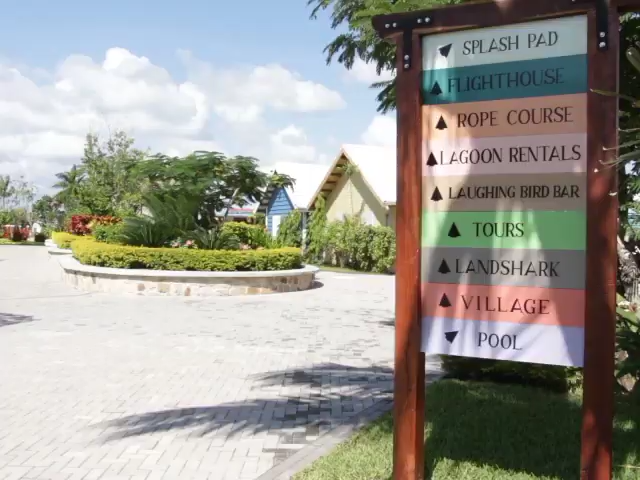 SPLASH PAD
FLIGHTHOUSE
ROPE COURSE
LAGOON RENTALS
LAUGHING BIRD BAR
TOURS
LANDSHARK
VILLAGE
POOL